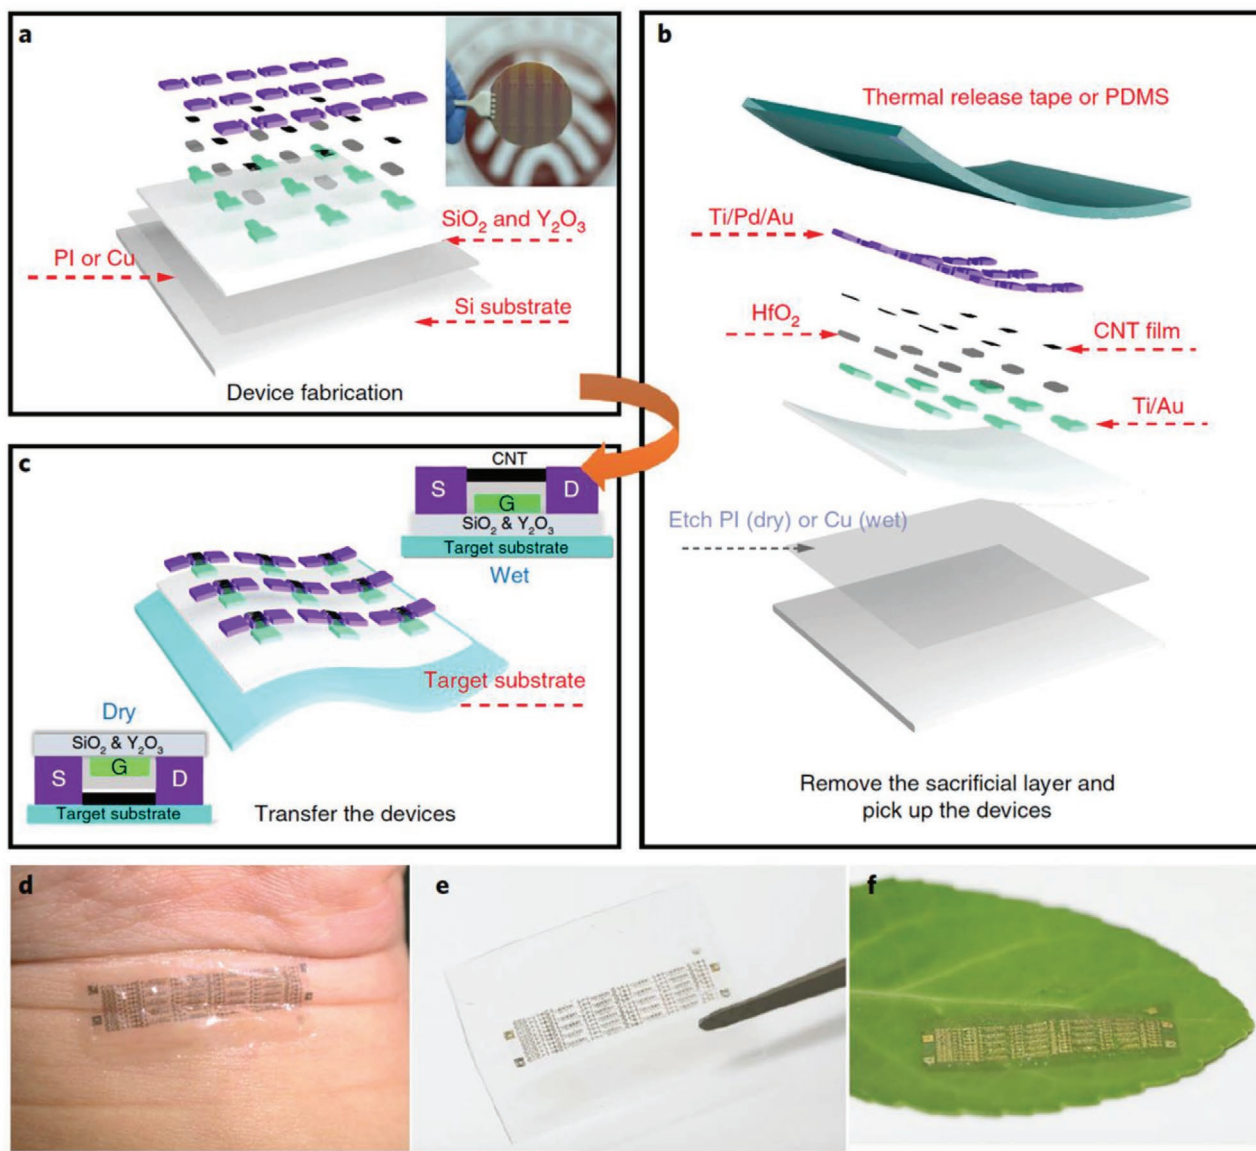 a
SiO₂ and Y₂O₃
PI or Cu
Si substrate
Device fabrication
b
Thermal release tape or PDMS
Ti/Pd/Au
HfO₂
CNT film
Ti/Au
Etch PI (dry) or Cu (wet)
Remove the sacrificial layer and
pick up the devices
c
CNT
S
D
G
SiO₂ & Y₂O₃
Target substrate
Wet
Target substrate
Dry
SiO₂ & Y₂O₃
G
S
D
Target substrate
Transfer the devices
d
e
f